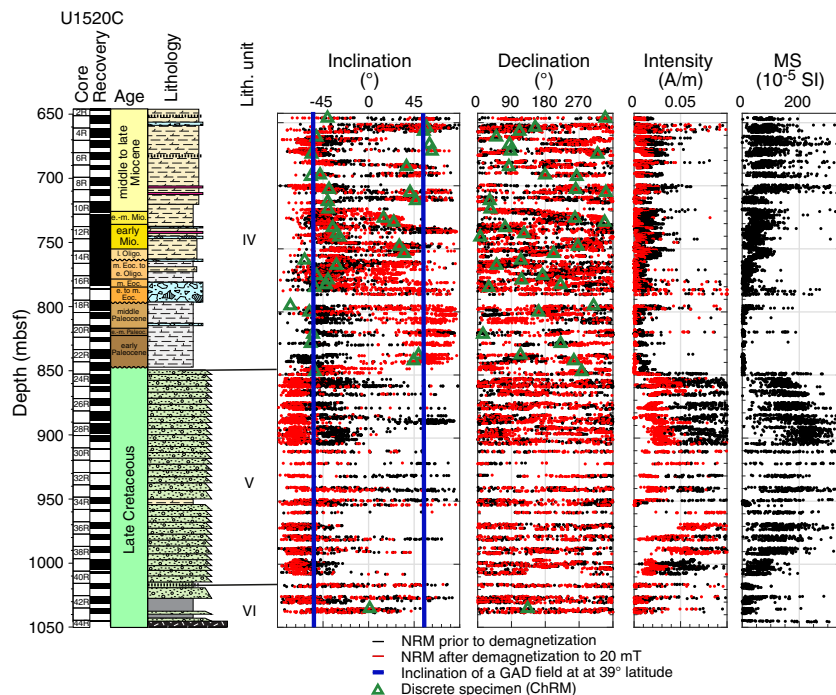 U1520C
Core
Recovery
Age
Lithology
Lith. unit
Inclination
(°)
Declination
(°)
Intensity
(A/m)
MS
(10-5 SI)
-45 0 45
0 90 180 270
0 0.05
0 200
Depth (mbsf)
650
700
750
800
850
900
950
1000
1050
2R
4R
6R
8R
10R
12R
14R
16R
18R
20R
22R
24R
26R
28R
30R
32R
34R
36R
38R
40R
42R
44R
middle to late
Miocene
e.-m. Mio.
early
Mio.
l. Oligo.
m. Eoc. to
e. Oligo.
m. Eoc.
e. to m.
Eoc.
middle
Paleocene
e.-m. Paleoc.
early
Paleocene
Late Cretaceous
IV
V
VI
NRM prior to demagnetization
NRM after demagnetization to 20 mT
Inclination of a GAD field at at 39° latitude
Discrete specimen (ChRM)